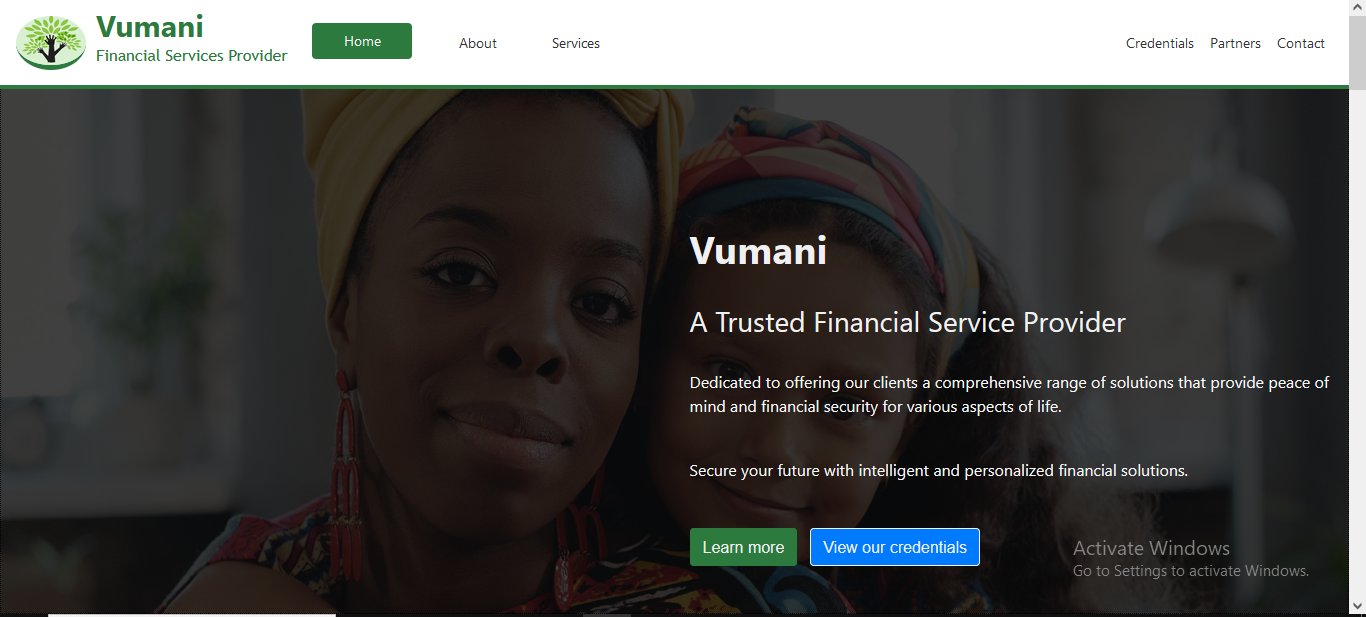 Vumani
Financial Services Provider
Home
About
Services
Credentials
Partners
Contact
Vumani
A Trusted Financial Service Provider
Dedicated to offering our clients a comprehensive range of solutions that provide peace of
mind and financial security for various aspects of life.
Secure your future with intelligent and personalized financial solutions.
Learn more
View our credentials
Activate Windows
Go to Settings to activate Windows.